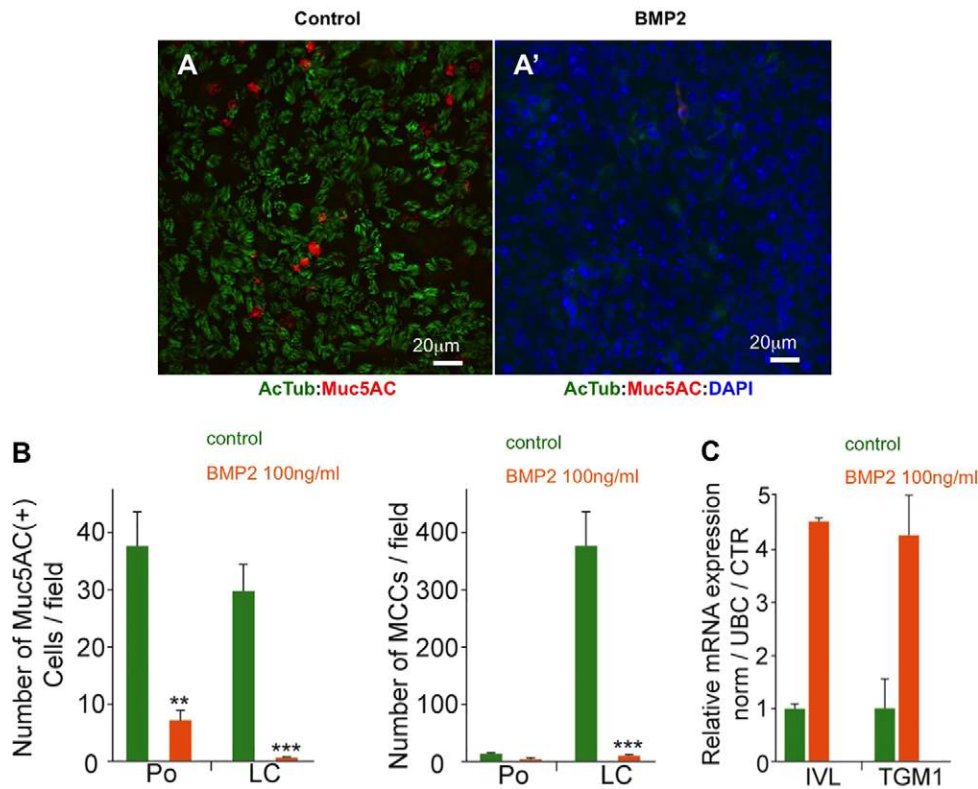 Control
BMP2
A
A'
20µm
20µm
AcTub:Muc5AC
AcTub:Muc5AC:DAPI
B
control
BMP2 100ng/ml
Number of Muc5AC(+)
Cells / field
40
30
20
10
0
**
***
Po
LC
control
BMP2 100ng/ml
Number of MCCs / field
400
300
200
100
0
***
Po
LC
C
control
BMP2 100ng/ml
Relative mRNA expression
norm / UBC / CTR
5
4
3
2
1
0
IVL
TGM1